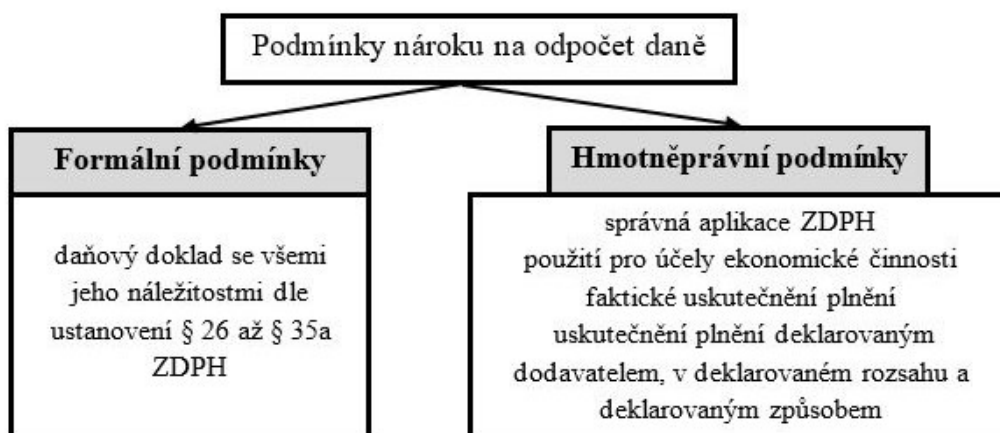 Podmínky nároku na odpočet daně
Formální podmínky
daňový doklad se všemi
jeho náležitostmi dle
ustanovení § 26 až § 35a
ZDPH
Hmotněprávní podmínky
správná aplikace ZDPH
použití pro účely ekonomické činnosti
faktické uskutečnění plnění
uskutečnění plnění deklarovaným
dodavatelem, v deklarovaném rozsahu a
deklarovaným způsobem